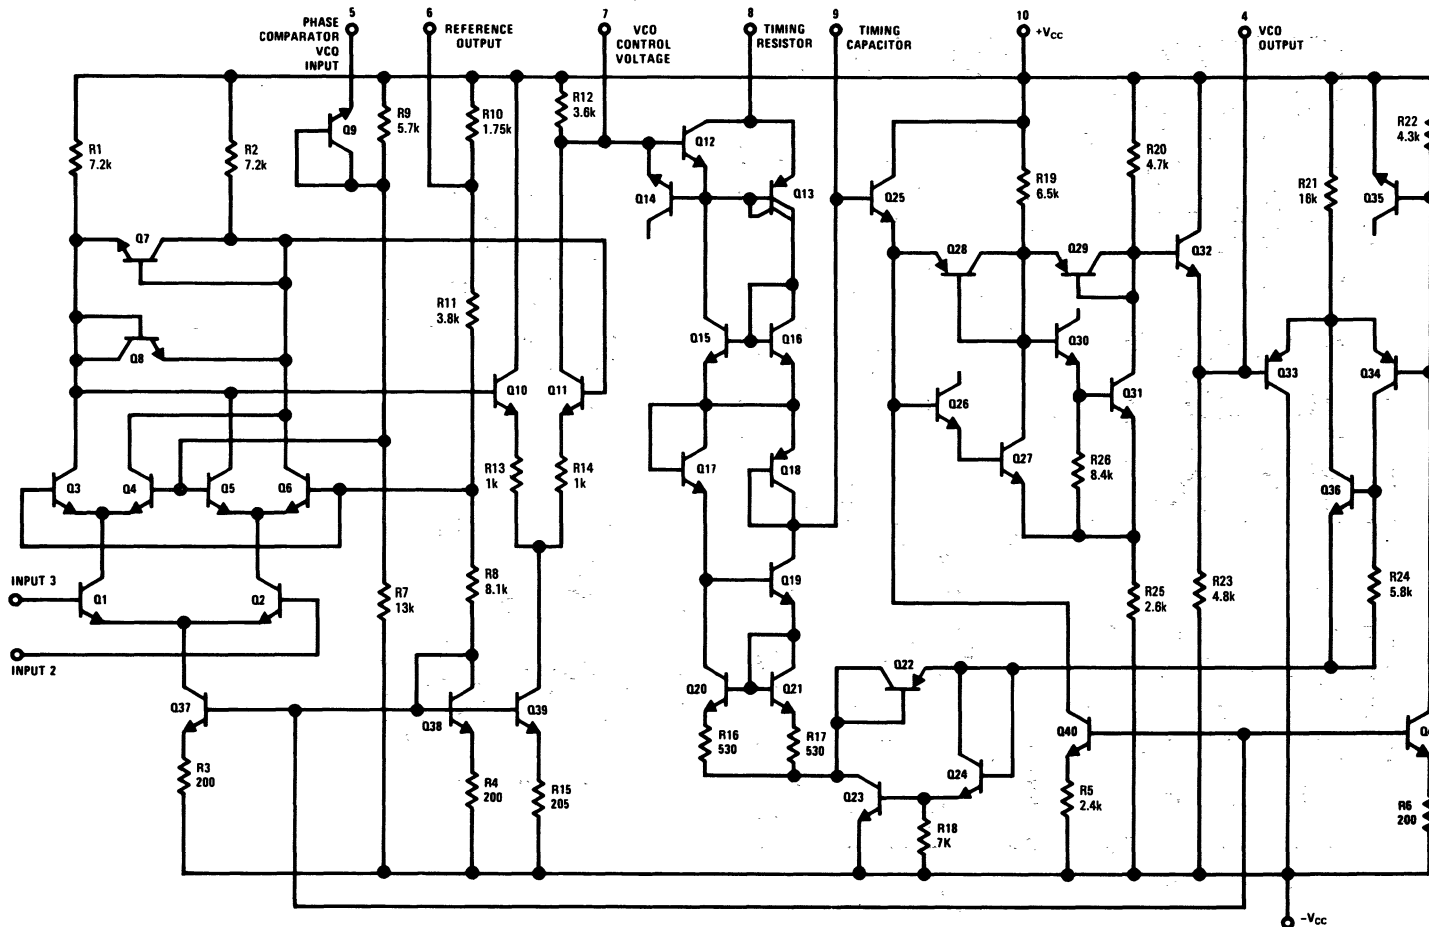 5
PHASE
COMPARATOR
VCO
INPUT
6
REFERENCE
OUTPUT
7
VCO
CONTROL
VOLTAGE
8
TIMING
RESISTOR
9
TIMING
CAPACITOR
10
+VCC
4
VCO
OUTPUT
R1
7.2k
R2
7.2k
Q9
R9
5.7k
R10
1.75k
R12
3.6k
Q12
Q14
Q13
Q25
R19
6.5k
R20
4.7k
R21
16k
R22
4.3k
Q35
Q7
Q8
R11
3.8k
Q28
Q29
Q32
Q15
Q16
Q30
Q10
Q11
Q26
Q31
Q33
Q34
Q3
Q4
Q5
Q6
R13
1k
R14
1k
Q17
Q18
Q27
R26
8.4k
Q36
INPUT 3
Q1
Q2
R7
13k
R8
8.1k
Q19
R25
2.6k
R23
4.8k
R24
5.8k
INPUT 2
Q37
Q38
Q39
Q20
Q21
Q22
Q40
R3
200
R4
200
R15
205
R16
530
R17
530
Q23
Q24
R18
7K
R5
2.4k
R6
200
-VCC